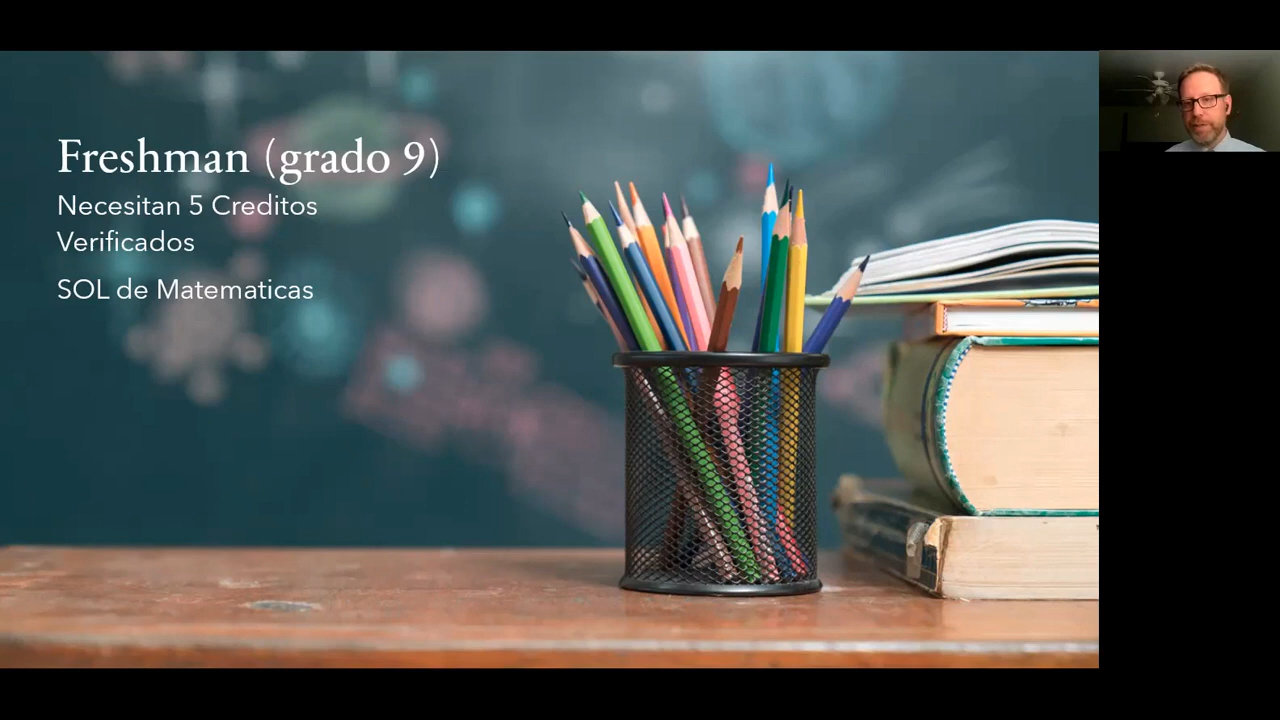 Freshman (grado 9)
Necesitan 5 Creditos
Verificados
SOL de Matematicas